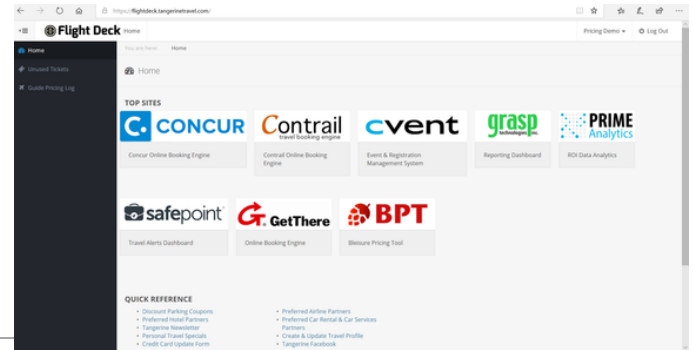 https://flightdeck.tangerinetravel.com/
Flight Deck
Home
Pricing Demo
Log Out
Home
Unused Tickets
Guide Pricing Log
You are here: Home
Home
TOP SITES
C. CONCUR
Contrail
travel booking engine
cvent
grasp
technologies, inc.
PRIME
Analytics
Concur Online Booking Engine
Contrail Online Booking
Engine
Event & Registration
Management System
Reporting Dashboard
ROI Data Analytics
safepoint
GetThere
BPT
Travel Alerts Dashboard
Online Booking Engine
Bleisure Pricing Tool
QUICK REFERENCE
• Discount Parking Coupons
• Preferred Hotel Partners
• Tangerine Newsletter
• Personal Travel Specials
• Credit Card Update Form
• Preferred Airline Partners
• Preferred Car Rental & Car Services
Partners
• Create & Update Travel Profile
• Tangerine Facebook